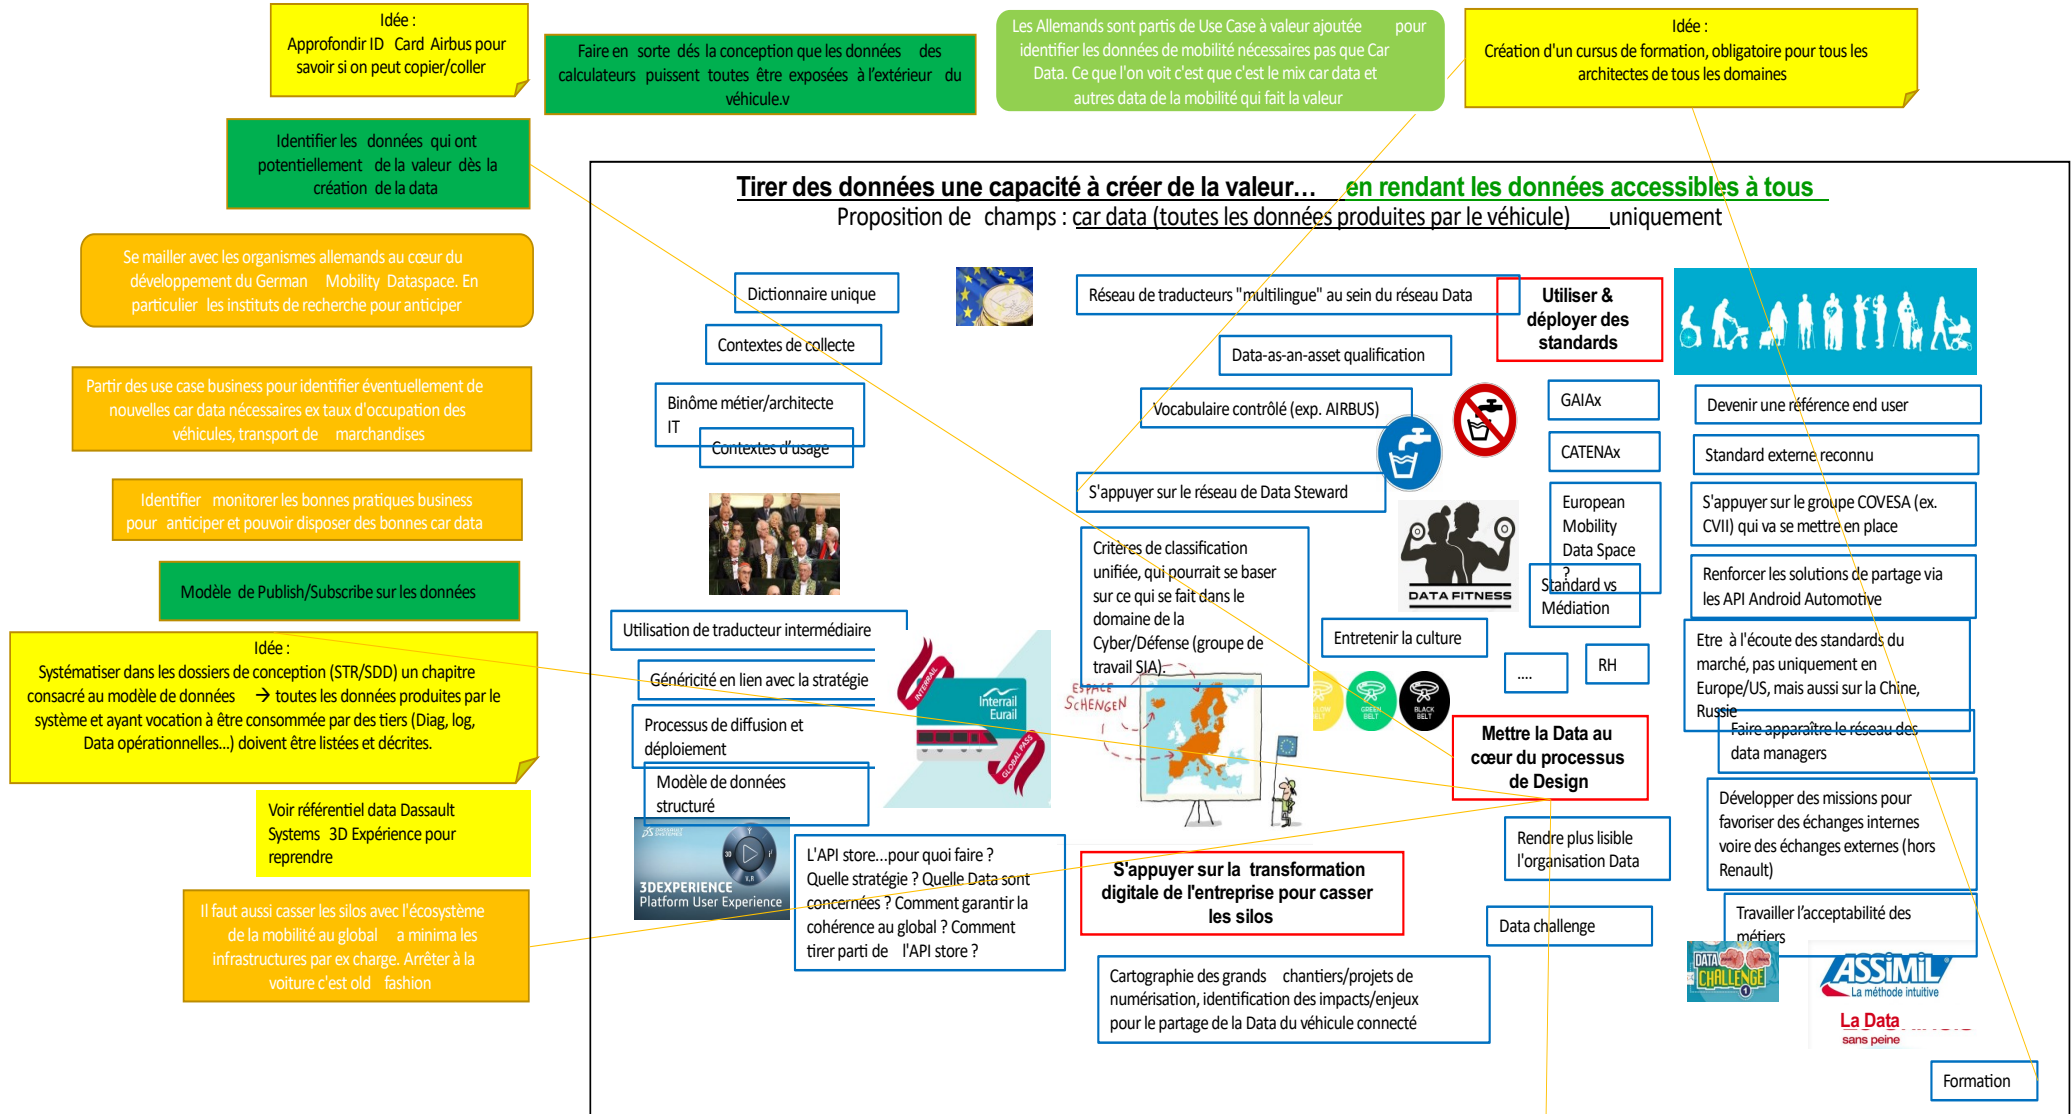 Idée :
Approfondir ID Card Airbus pour
savoir si on peut copier/coller
Faire en sorte dés la conception que les données des
calculateurs puissent toutes être exposées à l'extérieur du
véhicule.v
Les Allemands sont partis de Use Case à valeur ajoutée pour
identifier les données de mobilité nécessaires pas que Car
Data. Ce que l'on voit c'est que c'est le mix car data et
autres data de la mobilité qui fait la valeur
Idée :
Création d'un cursus de formation, obligatoire pour tous les
architectes de tous les domaines
Identifier les données qui ont
potentiellement de la valeur dès la
création de la data
Se mailler avec les organismes allemands au cœur du
développement du German Mobility Dataspace. En
particulier les instituts de recherche pour anticiper
Partir des use case business pour identifier éventuellement de
nouvelles car data nécessaires ex taux d'occupation des
véhicules, transport de marchandises
Identifier monitorer les bonnes pratiques business
pour anticiper et pouvoir disposer des bonnes car data
Modèle de Publish/Subscribe sur les données
Idée :
Systématiser dans les dossiers de conception (STR/SDD) un chapitre
consacré au modèle de données → toutes les données produites par le
système et ayant vocation à être consommée par des tiers (Diag, log,
Data opérationnelles...) doivent être listées et décrites.
Voir référentiel data Dassault
Systems 3D Expérience pour
reprendre
Il faut aussi casser les silos avec l'écosystème
de la mobilité au global a minima les
infrastructures par ex charge. Arrêter à la
voiture c'est old fashion
Tirer des données une capacité à créer de la valeur… en rendant les données accessibles à tous
Proposition de champs : car data (toutes les données produites par le véhicule) uniquement
Dictionnaire unique
Contextes de collecte
Binôme métier/architecte
IT
Contextes d'usage
Utilisation de traducteur intermédiaire
Généricité en lien avec la stratégie
Processus de diffusion et
déploiement
Modèle de données
structuré
DASSAULT SYSTEMES
3D
V,R
3DEXPERIENCE
Platform User Experience
INTERRAIL
Interrail
Eurail
GLOBAL PASS
L'API store...pour quoi faire ?
Quelle stratégie ? Quelle Data sont
concernées ? Comment garantir la
cohérence au global ? Comment
tirer parti de l'API store ?
Réseau de traducteurs "multilingue" au sein du réseau Data
Data-as-an-asset qualification
Vocabulaire contrôlé (exp. AIRBUS)
S'appuyer sur le réseau de Data Steward
Critères de classification
unifiée, qui pourrait se baser
sur ce qui se fait dans le
domaine de la
Cyber/Défense (groupe de
travail SIA).
ESPACE
SCHENGEN
DATA FITNESS
Entretenir la culture
BELT
GREEN
BELT
BLACK
BELT
S'appuyer sur la transformation
digitale de l'entreprise pour casser
les silos
Cartographie des grands chantiers/projets de
numérisation, identification des impacts/enjeux
pour le partage de la Data du véhicule connecté
Utiliser &
déployer des
standards
GAIAx
CATENAx
European
Mobility
Data Space
?
Standard vs
Médiation
....
RH
Mettre la Data au
cœur du processus
de Design
Rendre plus lisible
l'organisation Data
Data challenge
Devenir une référence end user
Standard externe reconnu
S'appuyer sur le groupe COVESA (ex.
CVII) qui va se mettre en place
Renforcer les solutions de partage via
les API Android Automotive
Etre à l'écoute des standards du
marché, pas uniquement en
Europe/US, mais aussi sur la Chine,
Russie
Faire apparaître le réseau des
data managers
Développer des missions pour
favoriser des échanges internes
voire des échanges externes (hors
Renault)
Travailler l'acceptabilité des
métiers
DATA
CHALLENGE
1
ASSiMiL
La méthode intuitive
La Data
sans peine
Formation